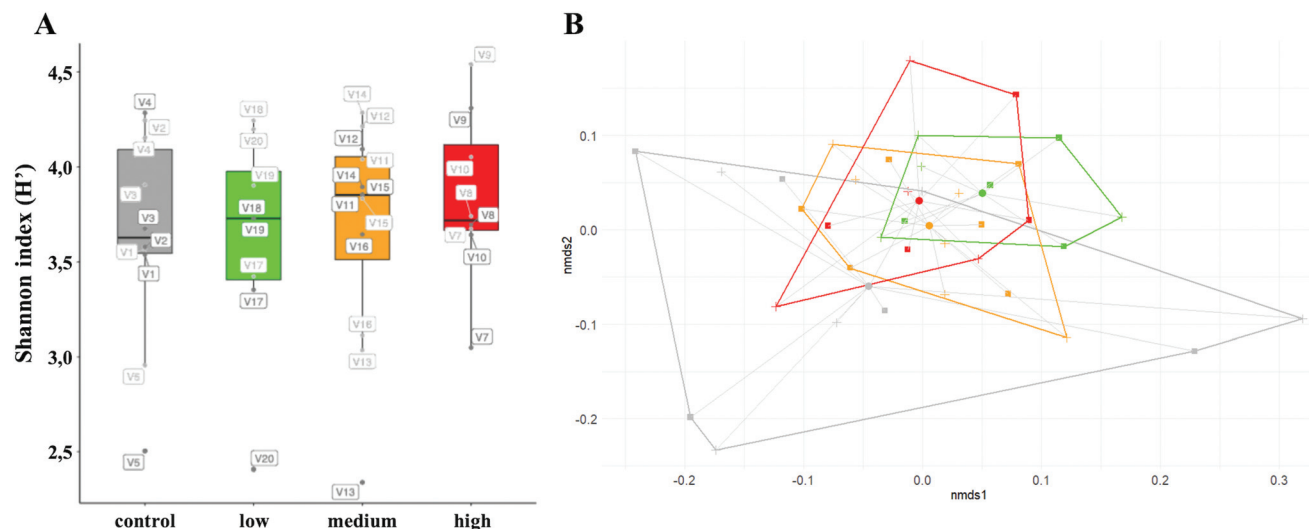 A
B
Shannon index (H')
4,5
4,0
3,5
3,0
2,5
V4
V2
V4
V3
V3
V2
V1
V1
V5
V18
V20
V19
V18
V19
V17
V17
V20
V14
V12
V12
V11
V14
V15
V11
V15
V16
V16
V13
V13
V9
V9
V10
V8
V8
V7
V10
V7
control
low
medium
high
nmds2
0.1
0.0
-0.1
-0.2
-0.2
-0.1
0.0
0.1
0.2
0.3
nmds1